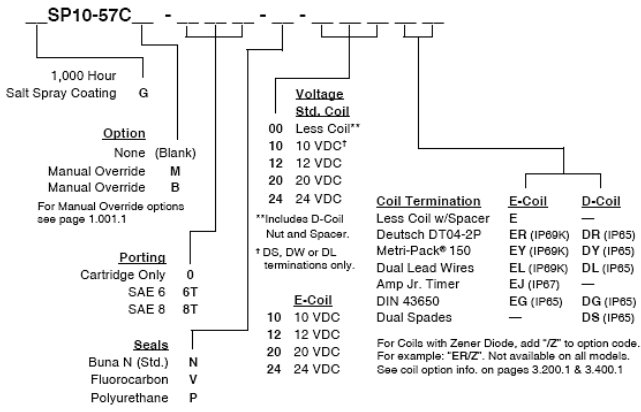 __SP10-57C__ - __ __ __ - __ - __ __ __ __ __
1,000 Hour
Salt Spray Coating G
Option
None (Blank)
Manual Override M
Manual Override B
For Manual Override options
see page 1.001.1
Porting
Cartridge Only 0
SAE 6 6T
SAE 8 8T
Seals
Buna N (Std.) N
Fluorocarbon V
Polyurethane P
Voltage
Std. Coil
00 Less Coil**
10 10 VDC†
12 12 VDC
20 20 VDC
24 24 VDC
**Includes D-Coil
Nut and Spacer.
† DS, DW or DL
terminations only.
E-Coil
10 10 VDC
12 12 VDC
20 20 VDC
24 24 VDC
Coil Termination E-Coil D-Coil
Less Coil w/Spacer E —
Deutsch DT04-2P ER (IP69K) DR (IP65)
Metri-Pack® 150 EY (IP69K) DY (IP65)
Dual Lead Wires EL (IP69K) DL (IP65)
Amp Jr. Timer EJ (IP67) —
DIN 43650 EG (IP65) DG (IP65)
Dual Spades — DS (IP65)
For Coils with Zener Diode, add "/Z" to option code.
For example: "ER/Z". Not available on all models.
See coil option info. on pages 3.200.1 & 3.400.1